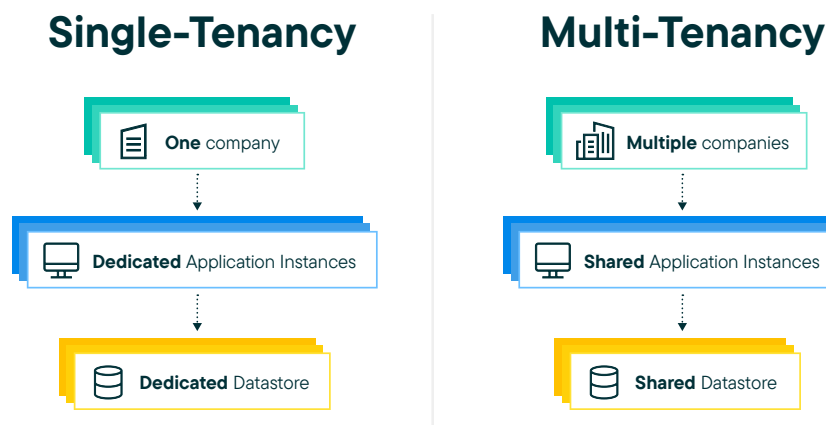 Single-Tenancy
One company
Dedicated Application Instances
Dedicated Datastore
Multi-Tenancy
Multiple companies
Shared Application Instances
Shared Datastore